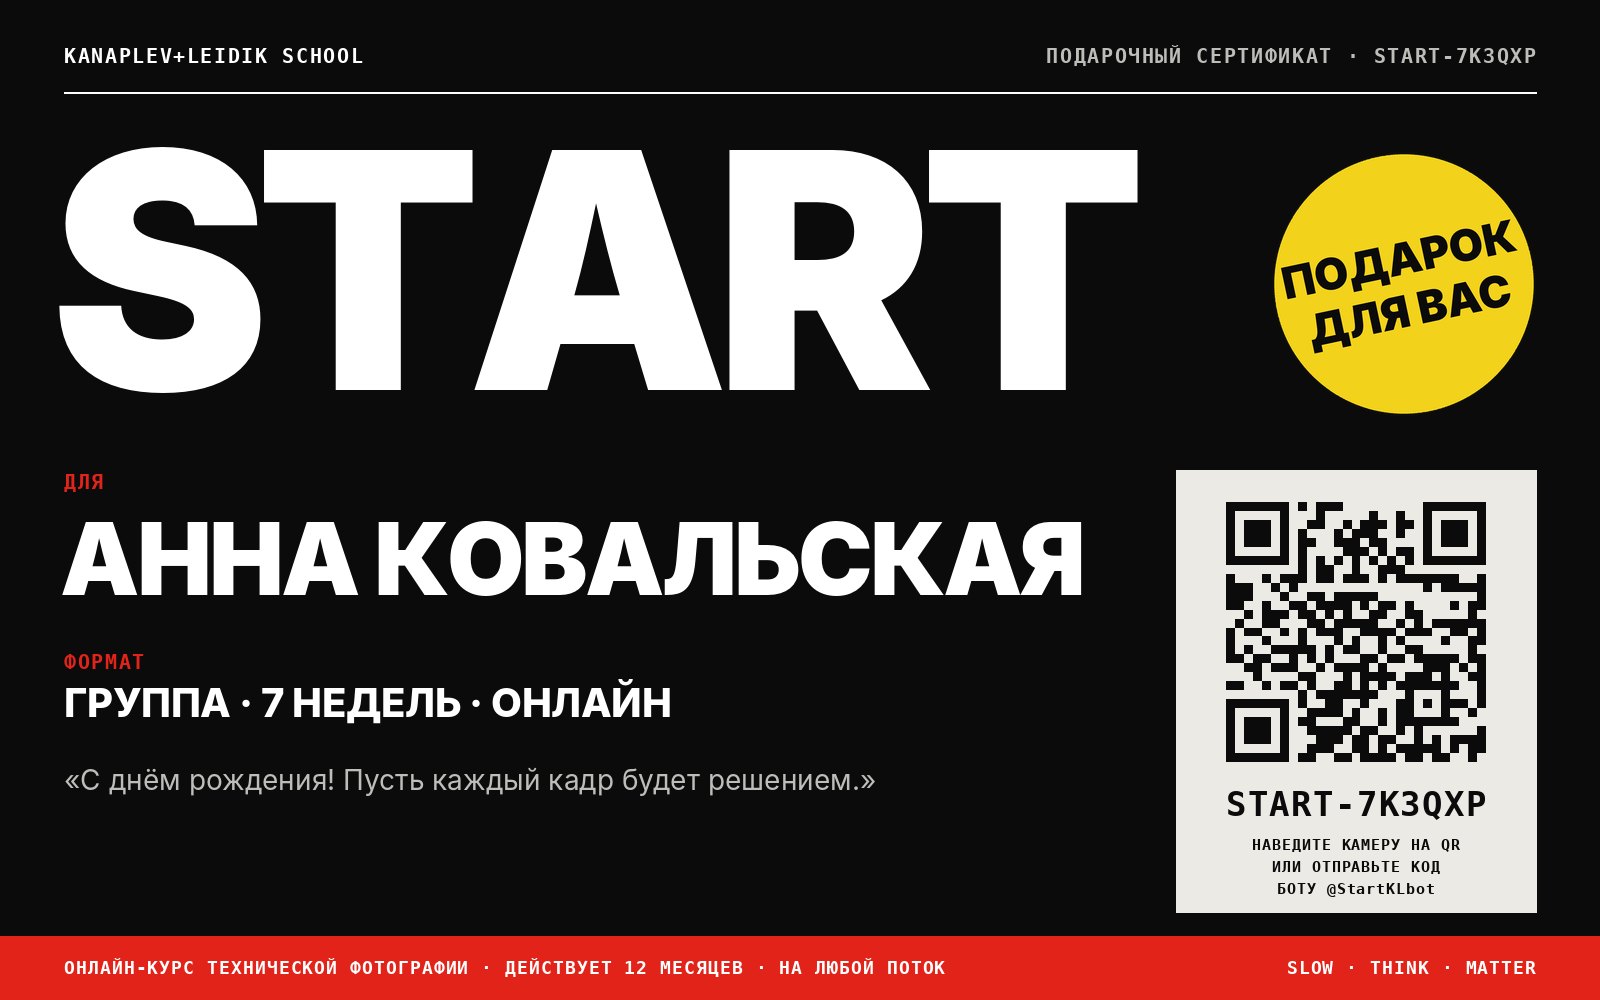 KANAPLEV+LEIDIK SCHOOL
ПОДАРОЧНЫЙ СЕРТИФИКАТ · START-7K3QXP
START
ПОДАРОК
ДЛЯ ВАС
ДЛЯ
АННА КОВАЛЬСКАЯ
ФОРМАТ
ГРУППА · 7 НЕДЕЛЬ · ОНЛАЙН
«С днём рождения! Пусть каждый кадр будет решением.»
START-7K3QXP
НАВЕДИТЕ КАМЕРУ НА QR
ИЛИ ОТПРАВЬТЕ КОД
БОТУ @StartKLbot
ОНЛАЙН-КУРС ТЕХНИЧЕСКОЙ ФОТОГРАФИИ · ДЕЙСТВУЕТ 12 МЕСЯЦЕВ · НА ЛЮБОЙ ПОТОК
SLOW · THINK · MATTER